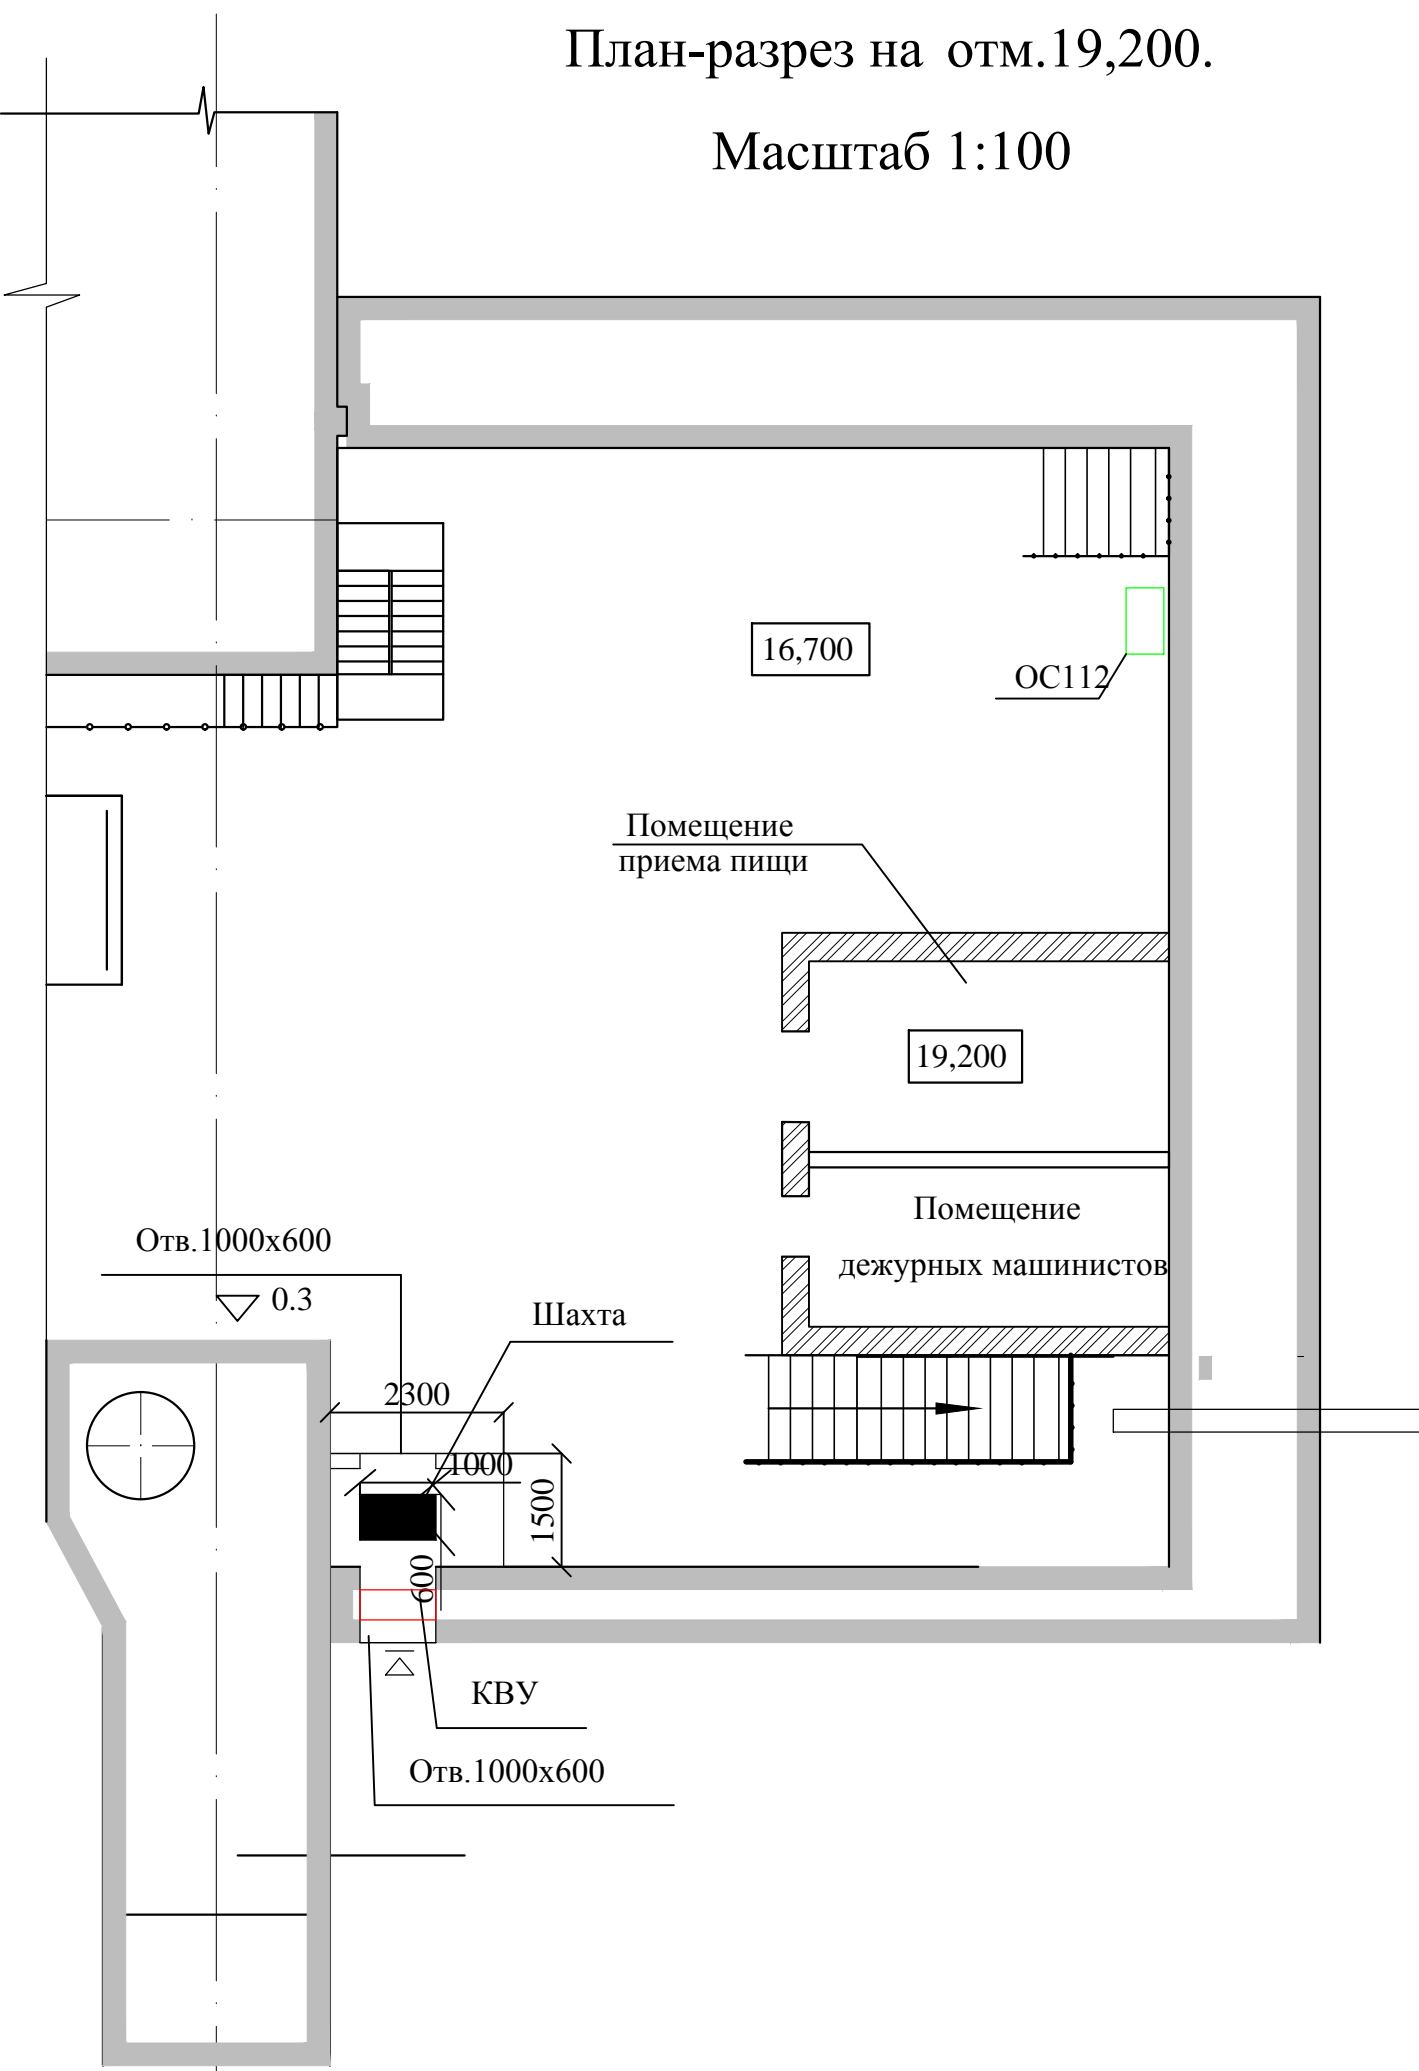 План-разрез на отм.19,200.
Масштаб 1:100
16,700
ОС112
Помещение
приема пищи
19,200
Помещение
дежурных машинистов
Отв.1000х600
0.3
Шахта
2300
1000
1500
600
КВУ
Отв.1000х600